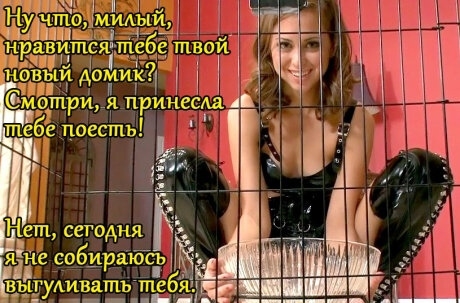 Ну что, милый,
нравится тебе твой
новый домик?
Смотри, я принесла
тебе поесть!
Нет, сегодня
я не собираюсь
выгуливать тебя.